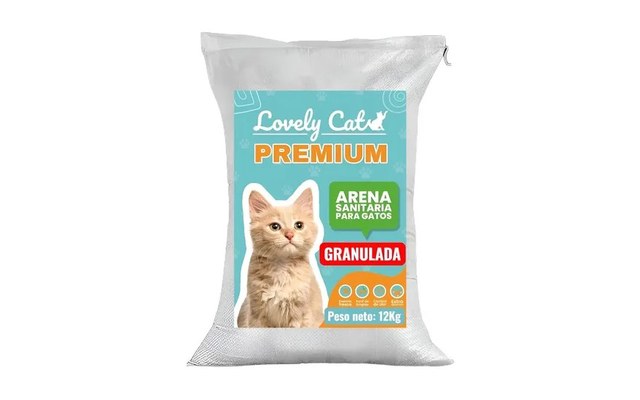 Lovely Cat
PREMIUM
ARENA
SANITARIA
PARA GATOS
GRANULADA
Peso neto: 12Kg